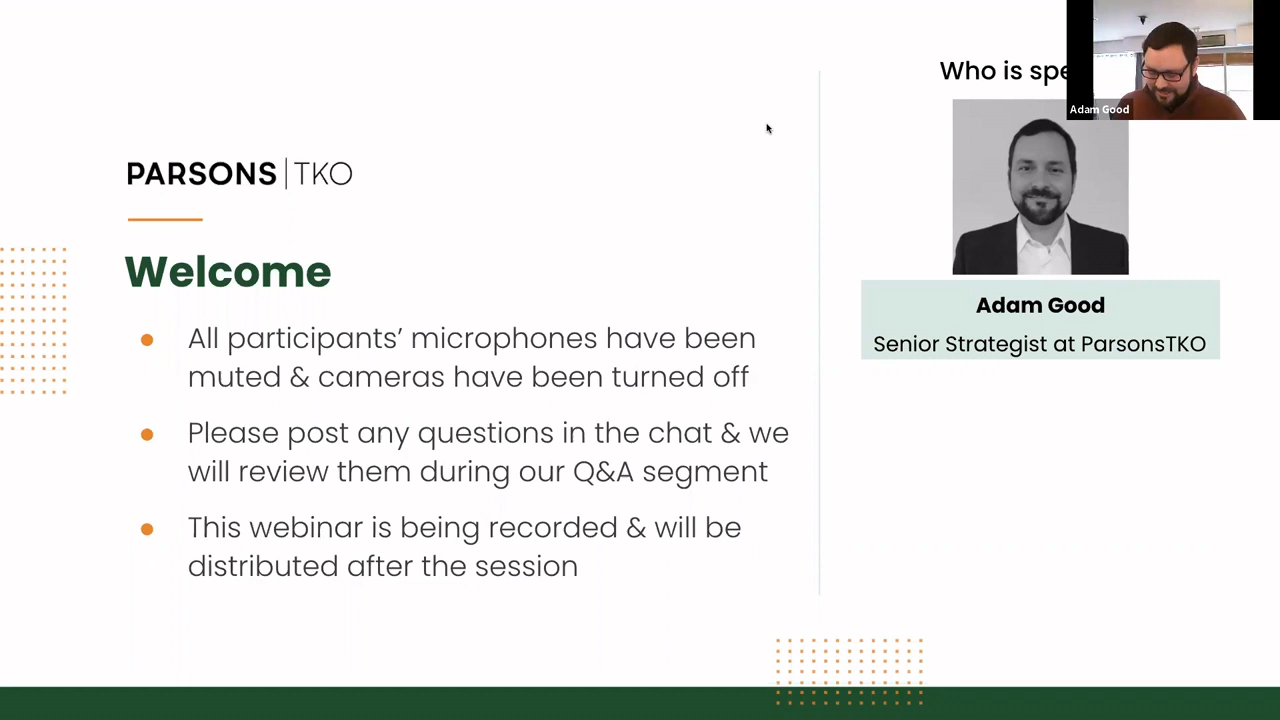 PARSONS|TKO
Welcome
All participants’ microphones have been
muted & cameras have been turned off
Please post any questions in the chat & we
will review them during our Q&A segment
This webinar is being recorded & will be
distributed after the session
Who is
Adam Good
Adam Good
Senior Strategist at ParsonsTKO